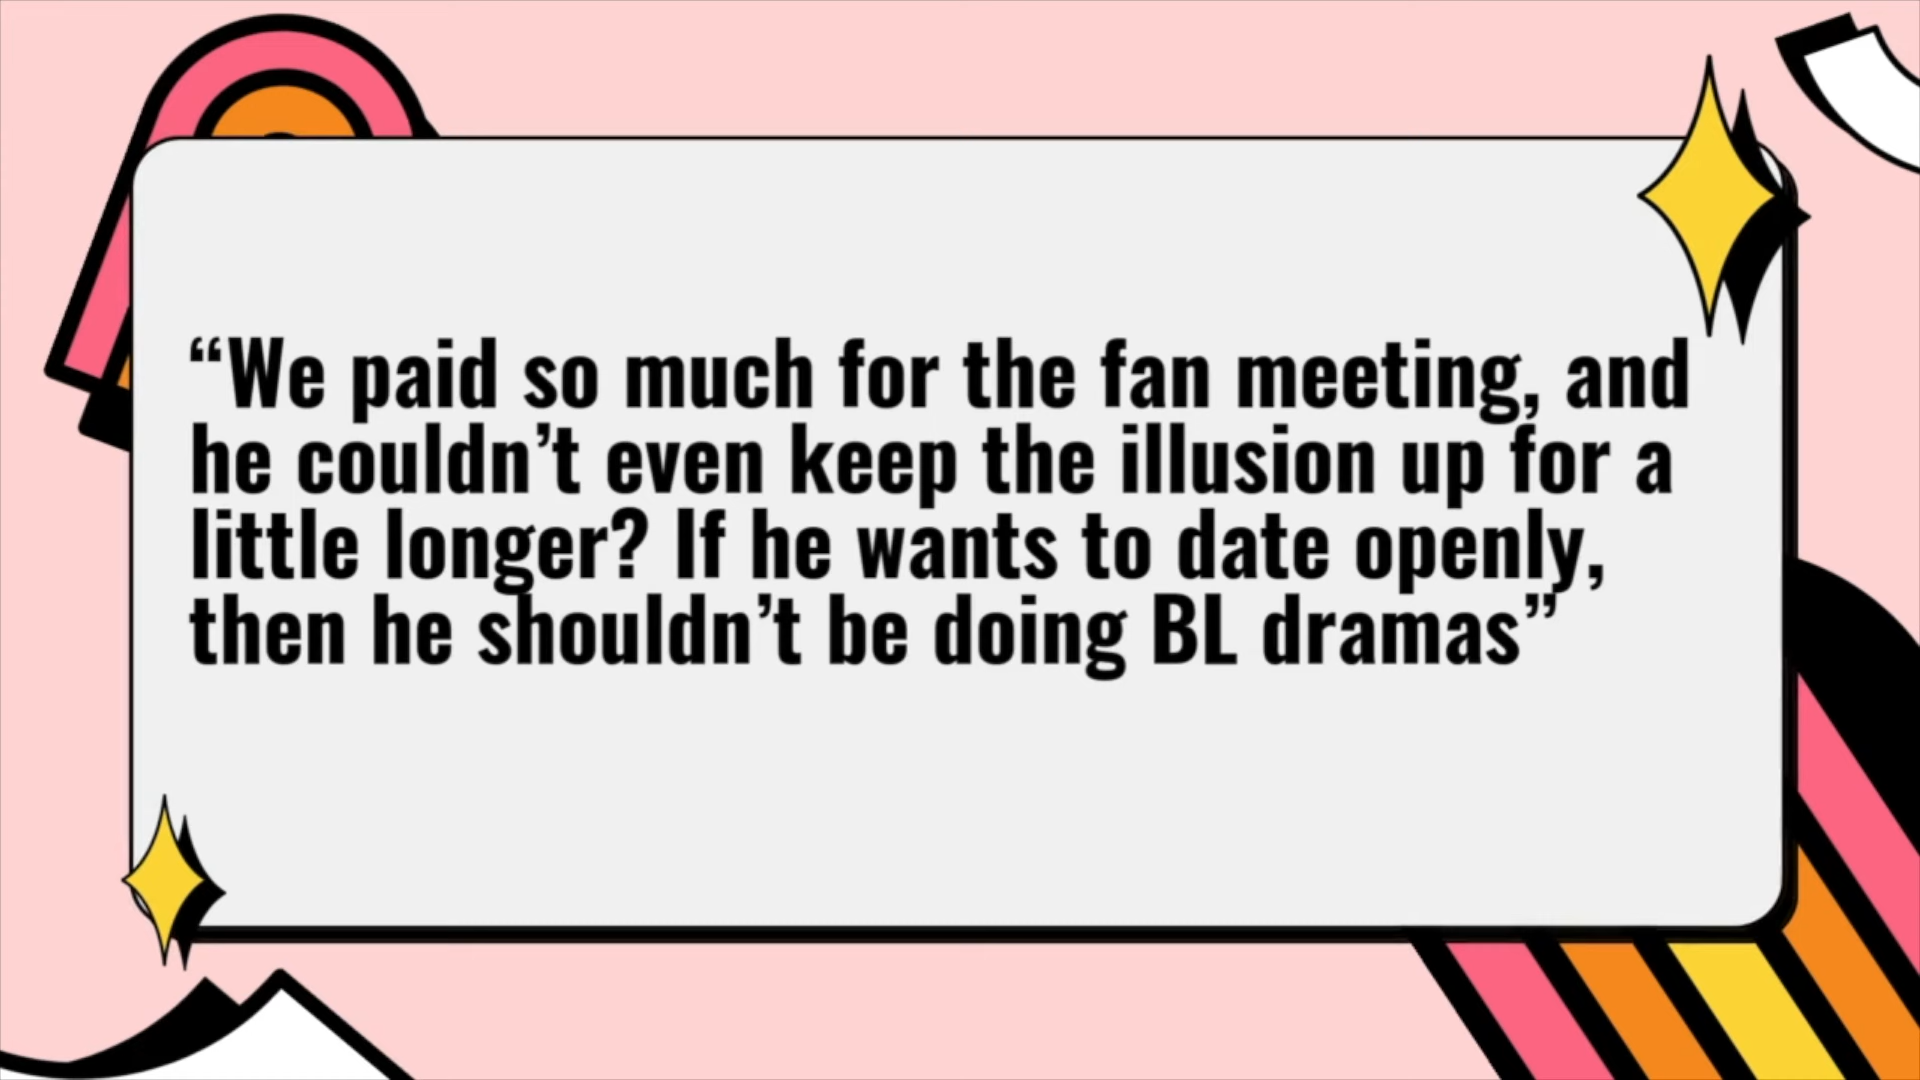 “We paid so much for the fan meeting, and
he couldn’t even keep the illusion up for a
little longer? If he wants to date openly,
then he shouldn’t be doing BL dramas”